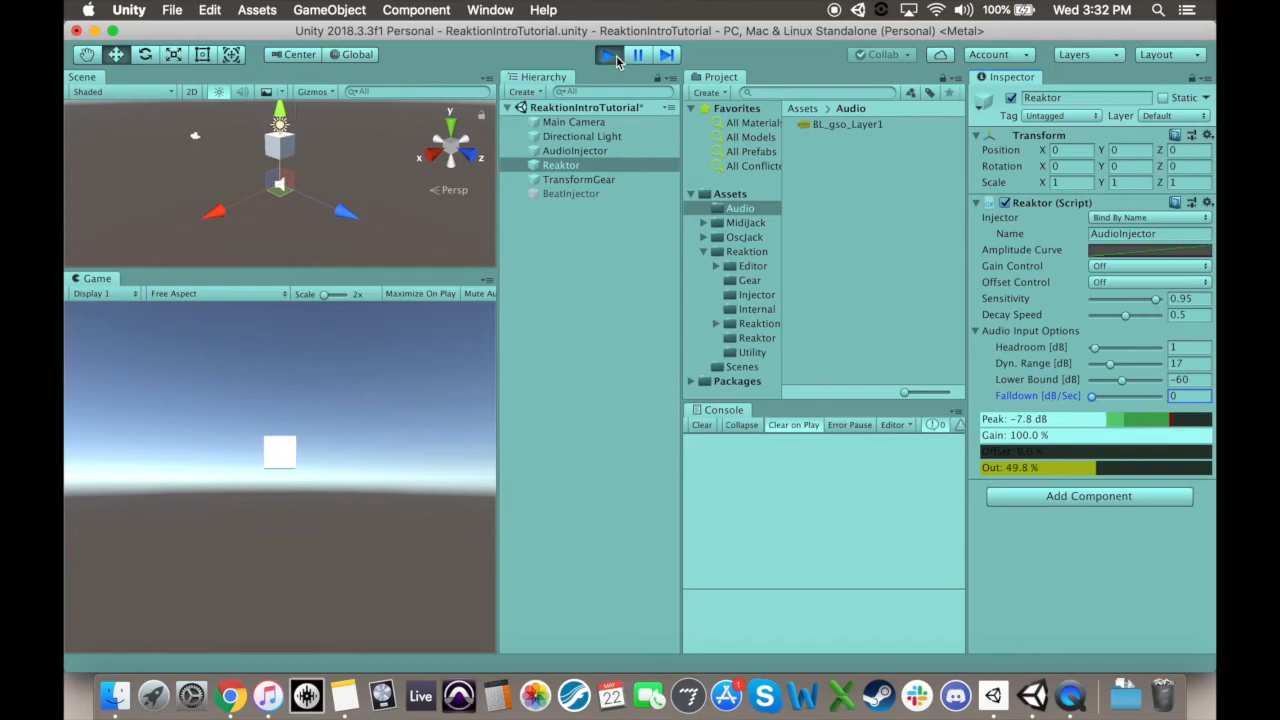 Unity File Edit Assets GameObject Component Window Help 100% Wed 3:32 PM
Unity 2018.3.3f1 Personal - ReaktionIntroTutorial.unity - ReaktionIntroTutorial - PC, Mac & Linux Standalone (Personal) <Metal>
Center Global Collab Account Layers Layout
Scene
Shaded 2D Gizmos All
y
x
z
Persp
Game
Display 1 Free Aspect Scale 2x Maximize On Play Mute Au
Hierarchy
Create All
ReaktionIntroTutorial*
Main Camera
Directional Light
AudioInjector
Reaktor
TransformGear
BeatInjector
Project
Create
Favorites
All Materials
All Models
All Prefabs
All Conflicte
Assets
Audio
MidiJack
OscJack
Reaktion
Editor
Gear
Injector
Internal
Reaktion
Reaktor
Utility
Scenes
Packages
Assets Audio
BL_gso_Layer1
Console
Clear Collapse Clear on Play Error Pause Editor 0
Inspector
Reaktor Static
Tag Untagged Layer Default
Transform
Position X 0 Y 0 Z 0
Rotation X 0 Y 0 Z 0
Scale X 1 Y 1 Z 1
Reaktor (Script)
Injector Bind By Name
Name AudioInjector
Amplitude Curve
Gain Control Off
Offset Control Off
Sensitivity 0.95
Decay Speed 0.5
Audio Input Options
Headroom [dB] 1
Dyn. Range [dB] 17
Lower Bound [dB] -60
Falldown [dB/Sec] 0
Peak: -7.8 dB
Gain: 100.0 %
Offset: 0.0 %
Out: 49.8 %
Add Component
Live MAY 22 1